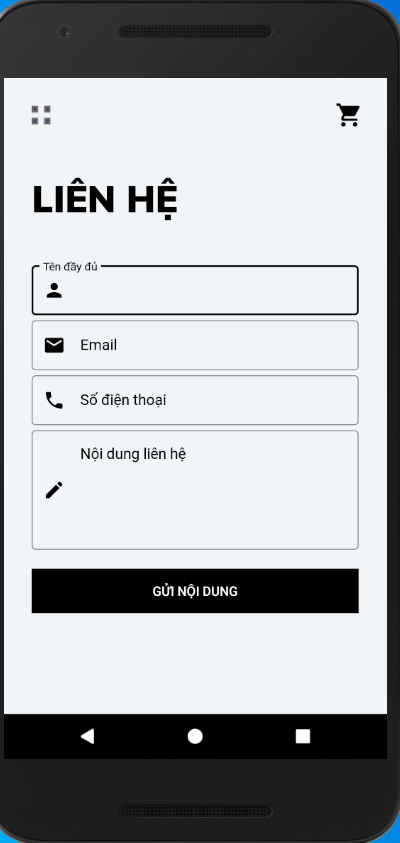 LIÊN HỆ
Tên đầy đủ
Email
Số điện thoại
Nội dung liên hệ
GỬI NỘI DUNG